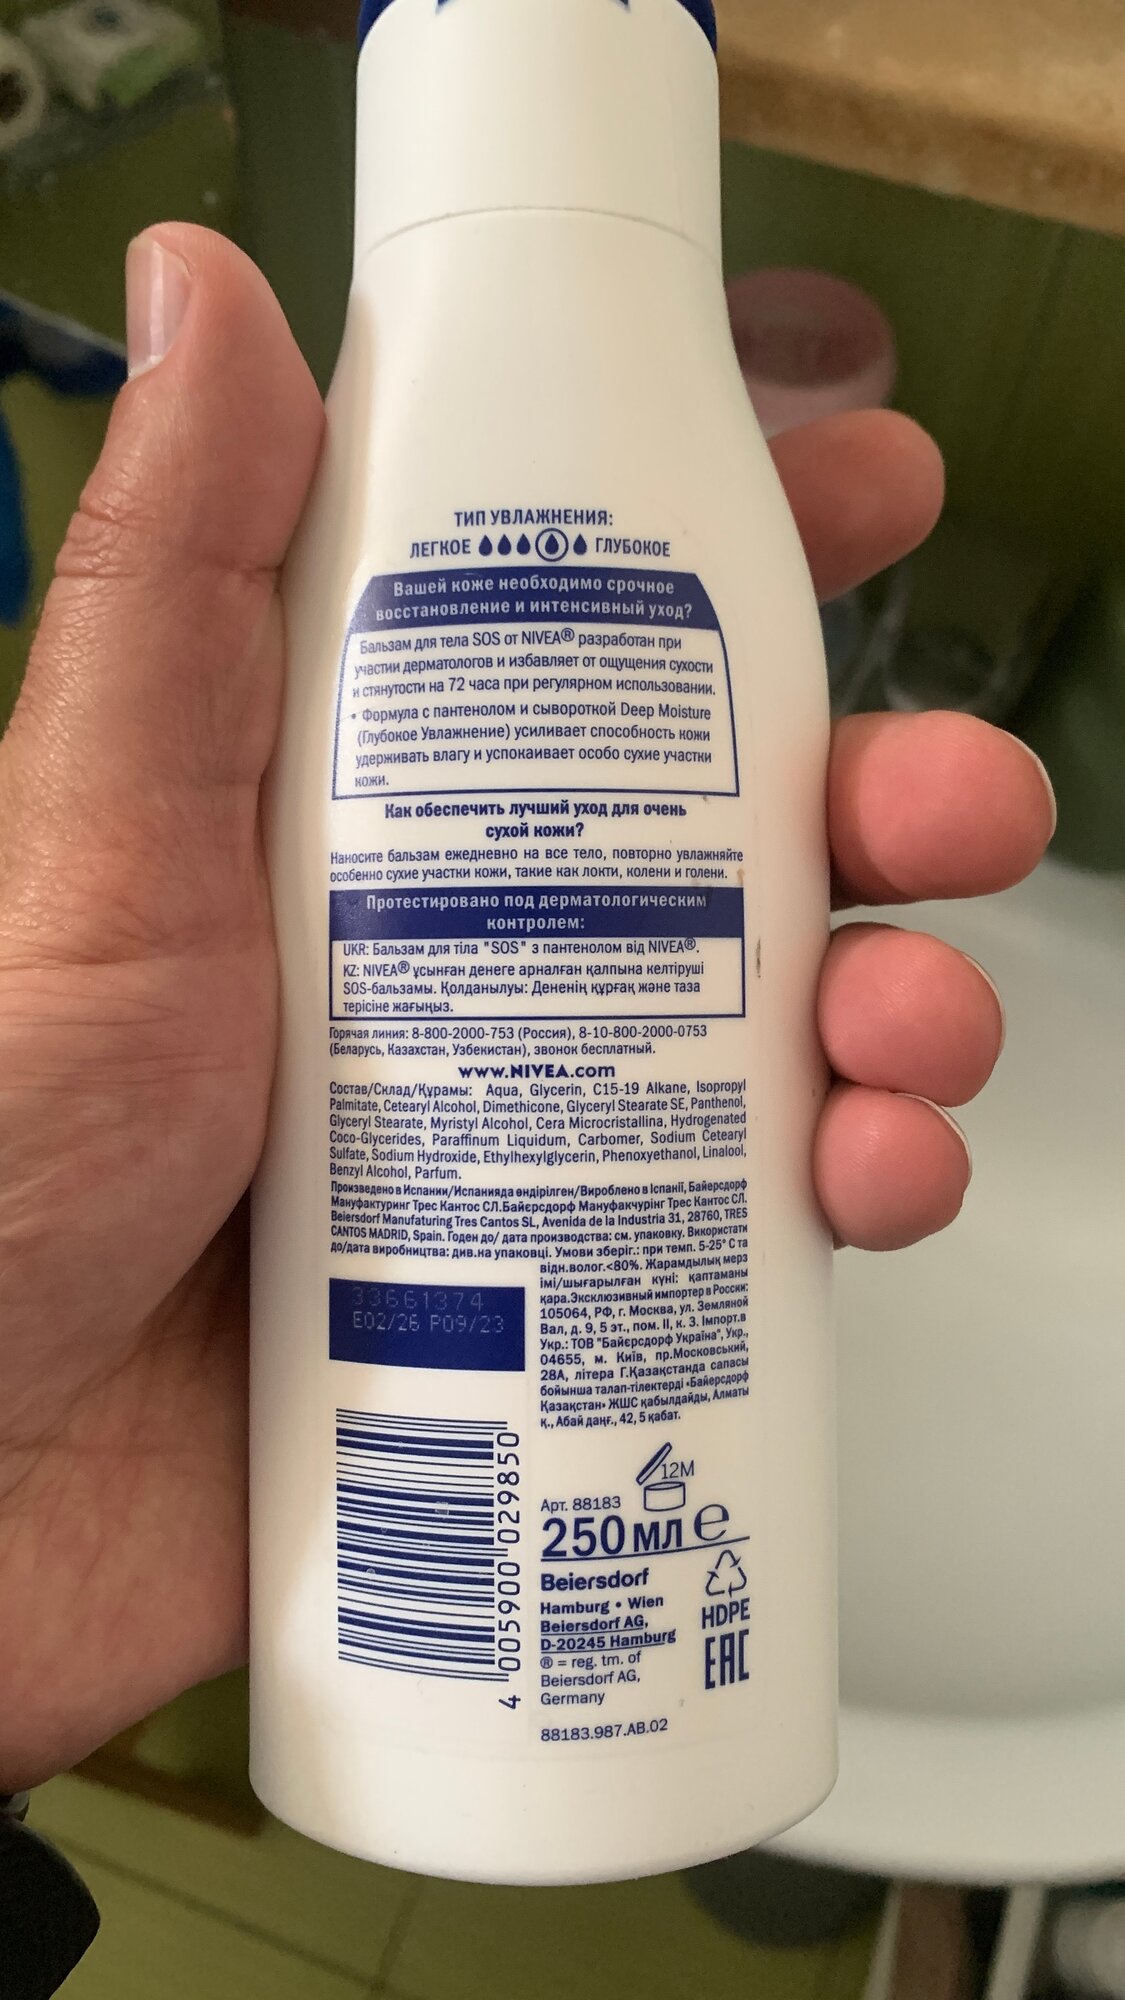 ТИП УВЛАЖНЕНИЯ:
ЛЕГКОЕ ГЛУБОКОЕ
Вашей коже необходимо срочное
восстановление и интенсивный уход?
Бальзам для тела SOS от NIVEA® разработан при
участии дерматологов и избавляет от ощущения сухости
и стянутости на 72 часа при регулярном использовании.
• Формула с пантенолом и сывороткой Deep Moisture
(Глубокое Увлажнение) усиливает способность кожи
удерживать влагу и успокаивает особо сухие участки
кожи.
Как обеспечить лучший уход для очень
сухой кожи?
Наносите бальзам ежедневно на все тело, повторно увлажняйте
особенно сухие участки кожи, такие как локти, колени и голени.
Протестировано под дерматологическим
контролем:
UKR: Бальзам для тіла "SOS" з пантенолом від NIVEA®.
KZ: NIVEA® ұсынған денеге арналған қалпына келтіруші
SOS-бальзамы. Қолданылуы: Дененің құрғақ және таза
терісіне жағыңыз.
Горячая линия: 8-800-2000-753 (Россия), 8-10-800-2000-0753
(Беларусь, Казахстан, Узбекистан), звонок бесплатный.
www.NIVEA.com
Состав/Склад/Құрамы: Aqua, Glycerin, C15-19 Alkane, Isopropyl
Palmitate, Cetearyl Alcohol, Dimethicone, Glyceryl Stearate SE, Panthenol,
Glyceryl Stearate, Myristyl Alcohol, Cera Microcristallina, Hydrogenated
Coco-Glycerides, Paraffinum Liquidum, Carbomer, Sodium Cetearyl
Sulfate, Sodium Hydroxide, Ethylhexylglycerin, Phenoxyethanol, Linalool,
Benzyl Alcohol, Parfum.
Произведено в Испании/Испанияда өндірілген/Вироблено в Іспанії, Байерсдорф
Мануфактуринг Трес Кантос СЛ.Байєрсдорф Мануфакчурінг Трес Кантос СЛ.
Beiersdorf Manufaturing Tres Cantos SL, Avenida de la Industria 31, 28760, TRES
CANTOS MADRID, Spain. Годен до/ дата производства: см. упаковку. Використати
до/дата виробництва: див.на упаковці. Умови зберіг.: при темп. 5-25° С та
відн.волог.<80%. Жарамдылық мерз
імі/шығарылған күні: қаптаманы
қара.Эксклюзивный импортер в России:
105064, РФ, г. Москва, ул. Земляной
Вал, д. 9, 5 эт., пом. II, к. 3. Імпорт.в
Укр.: ТОВ "Байєрсдорф Україна", Укр.,
04655, м. Київ, пр.Московський,
28А, літера Г.Қазақстанда сапасы
бойынша талап-тілектерді «Байерсдорф
Қазақстан» ЖШС қабылдайды, Алматы
қ., Абай даңғ., 42, 5 қабат.
33661374
E02/26 P09/23
4 005900 029850
12M
Арт. 88183
250 МЛ e
Beiersdorf
Hamburg • Wien
Beiersdorf AG,
D-20245 Hamburg
® = reg. tm. of
Beiersdorf AG,
Germany
HDPE
EAC
88183.987.AB.02